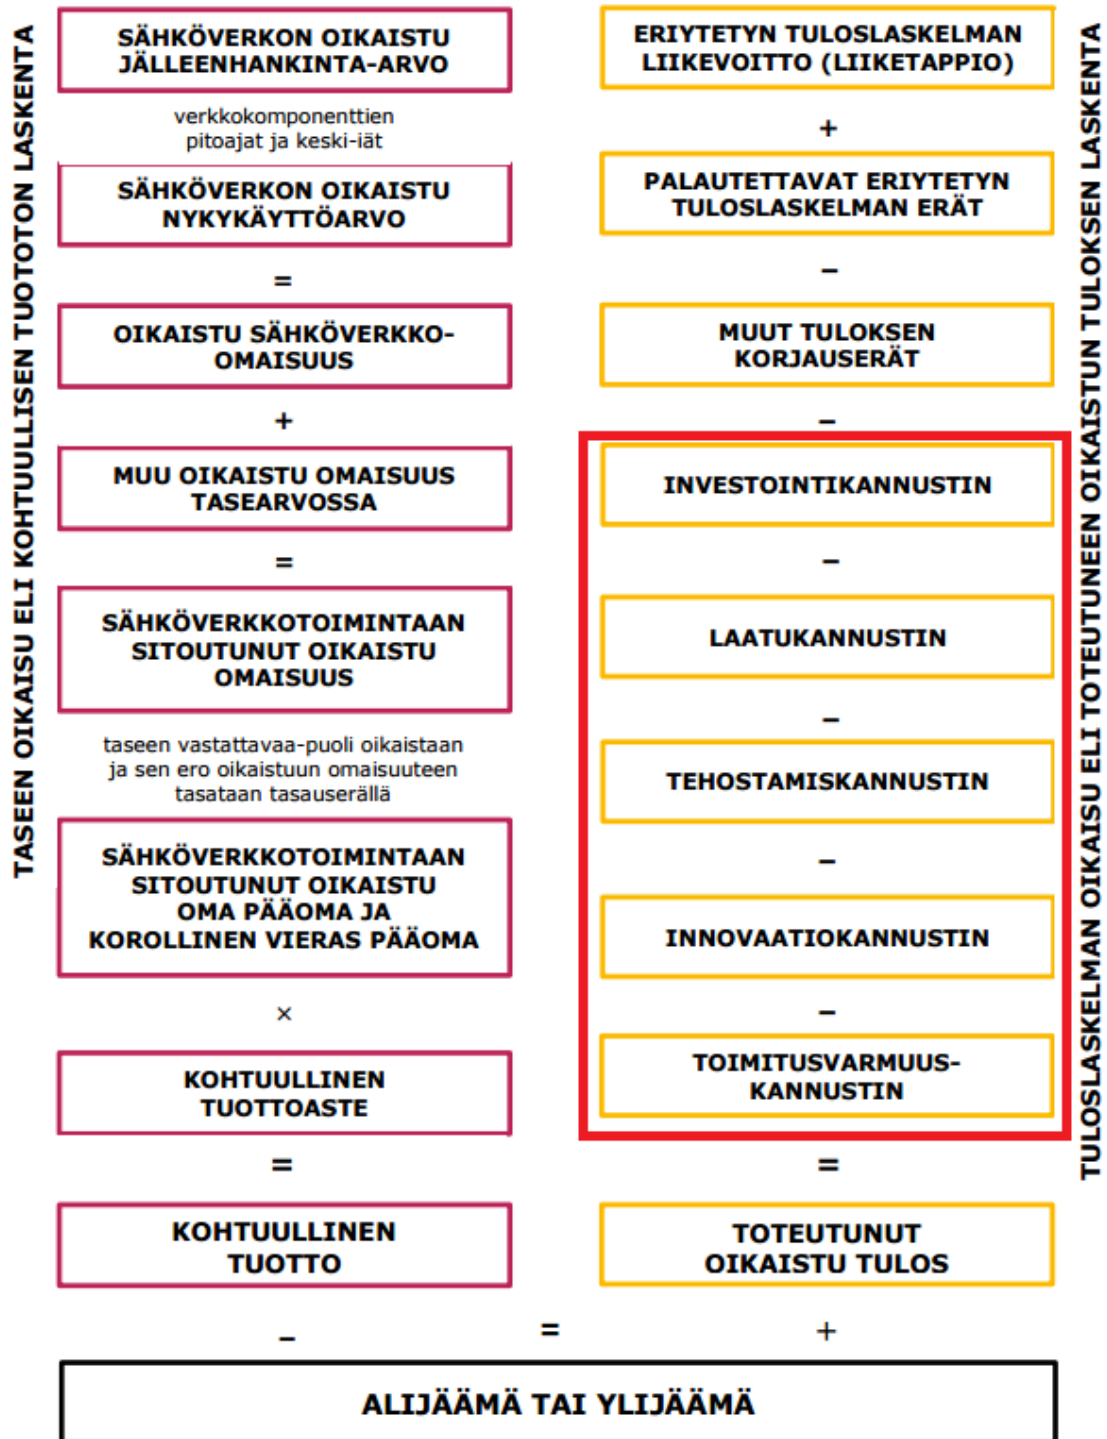 TASEEN OIKAISU ELI KOHTUULLISEN TUOTOTON LASKENTA
SÄHKÖVERKON OIKAISTU
JÄLLEENHANKINTA-ARVO
verkkokomponenttien
pitoajat ja keski-iät
SÄHKÖVERKON OIKAISTU
NYKYKÄYTTÖARVO
=
OIKAISTU SÄHKÖVERKKO-
OMAISUUS
+
MUU OIKAISTU OMAISUUS
TASEARVOSSA
=
SÄHKÖVERKKOTOIMINTAAN
SITOUTUNUT OIKAISTU
OMAISUUS
taseen vastattavaa-puoli oikaistaan
ja sen ero oikaistuun omaisuuteen
tasataan tasauserällä
SÄHKÖVERKKOTOIMINTAAN
SITOUTUNUT OIKAISTU
OMA PÄÄOMA JA
KOROLLINEN VIERAS PÄÄOMA
×
KOHTUULLINEN
TUOTTOASTE
=
KOHTUULLINEN
TUOTTO
–
ERIYTETYN TULOSLASKELMAN
LIIKEVOITTO (LIIKETAPPIO)
+
PALAUTETTAVAT ERIYTETYN
TULOSLASKELMAN ERÄT
–
MUUT TULOKSEN
KORJAUSERÄT
–
INVESTOINTIKANNUSTIN
–
LAATUKANNUSTIN
–
TEHOSTAMISKANNUSTIN
–
INNOVAATIOKANNUSTIN
–
TOIMITUSVARMUUS-
KANNUSTIN
=
TOTEUTUNUT
OIKAISTU TULOS
+
TULOSLASKELMAN OIKAISU ELI TOTEUTUNEEN OIKAISTUN TULOKSEN LASKENTA
=
ALIJÄÄMÄ TAI YLIJÄÄMÄ